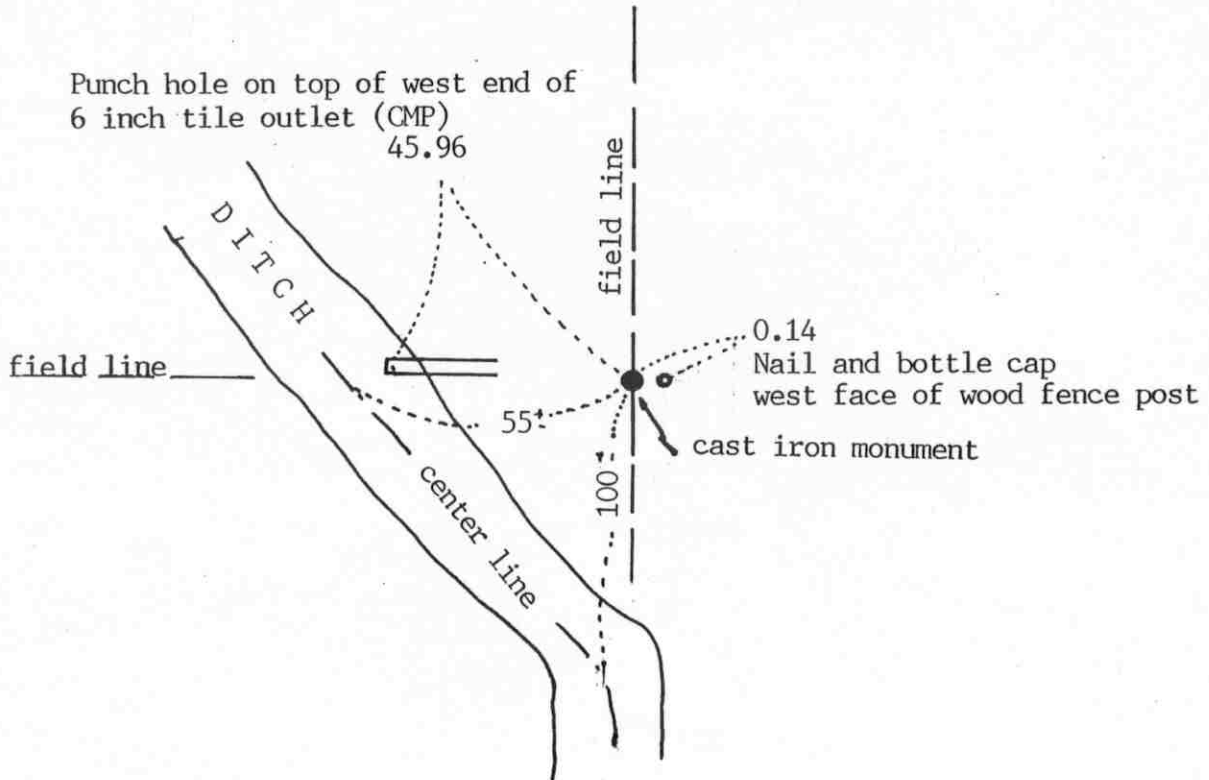 Punch hole on top of west end of
6 inch tile outlet (CMP)
45.96
field line
DITCH
0.14
Nail and bottle cap
west face of wood fence post
field line
55±
cast iron monument
100'
center line